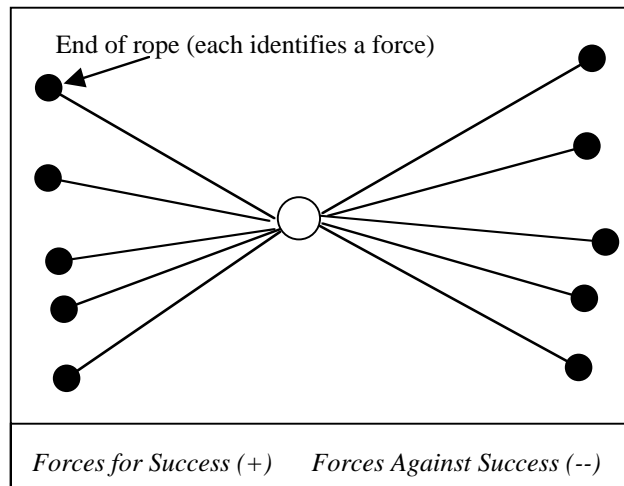 End of rope (each identifies a force)
Forces for Success (+) Forces Against Success (--)